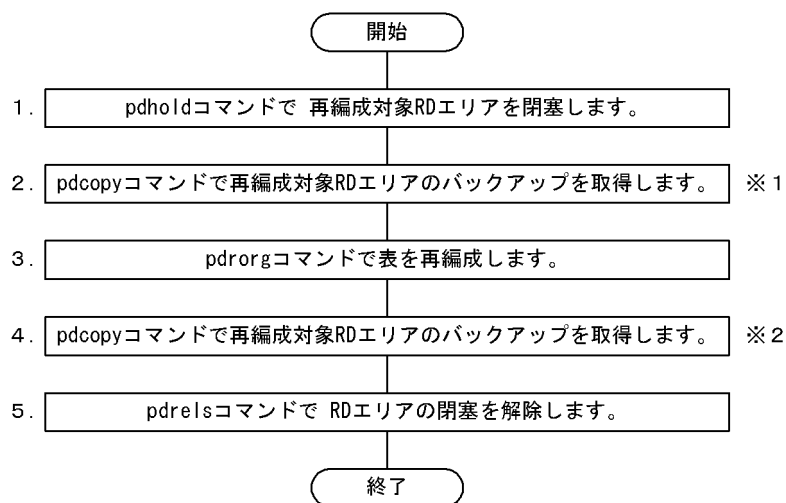 開始
1. pdholdコマンドで 再編成対象RDエリアを閉塞します。
2. pdcopyコマンドで再編成対象RDエリアのバックアップを取得します。 ※1
3. pdrorgコマンドで表を再編成します。
4. pdcopyコマンドで再編成対象RDエリアのバックアップを取得します。 ※2
5. pdrelsコマンドで RDエリアの閉塞を解除します。
終了